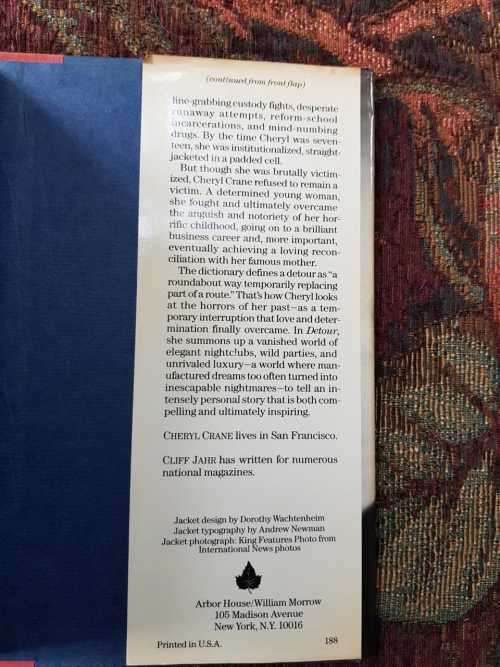 (continued from front flap)
line-grabbing custody fights, desperate
runaway attempts, reform-school
incarcerations, and mind-numbing
drugs. By the time Cheryl was seven-
teen, she was institutionalized, straight-
jacketed in a padded cell.
But though she was brutally victim-
ized, Cheryl Crane refused to remain a
victim. A determined young woman,
she fought and ultimately overcame
the anguish and notoriety of her hor-
rific childhood, going on to a brilliant
business career and, more important,
eventually achieving a loving recon-
ciliation with her famous mother.
The dictionary defines a detour as “a
roundabout way temporarily replacing
part of a route.” That's how Cheryl looks
at the horrors of her past—as a tem-
porary interruption that love and deter-
mination finally overcame. In Detour,
she summons up a vanished world of
elegant nightclubs, wild parties, and
unrivaled luxury—a world where man-
ufactured dreams too often turned into
inescapable nightmares—to tell an in-
tensely personal story that is both com-
pelling and ultimately inspiring.
CHERYL CRANE lives in San Francisco.
CLIFF JAHR has written for numerous
national magazines.
Jacket design by Dorothy Wachtenheim
Jacket typography by Andrew Newman
Jacket photograph: King Features Photo from
International News photos
Arbor House/William Morrow
105 Madison Avenue
New York, N.Y. 10016
Printed in U.S.A. 188